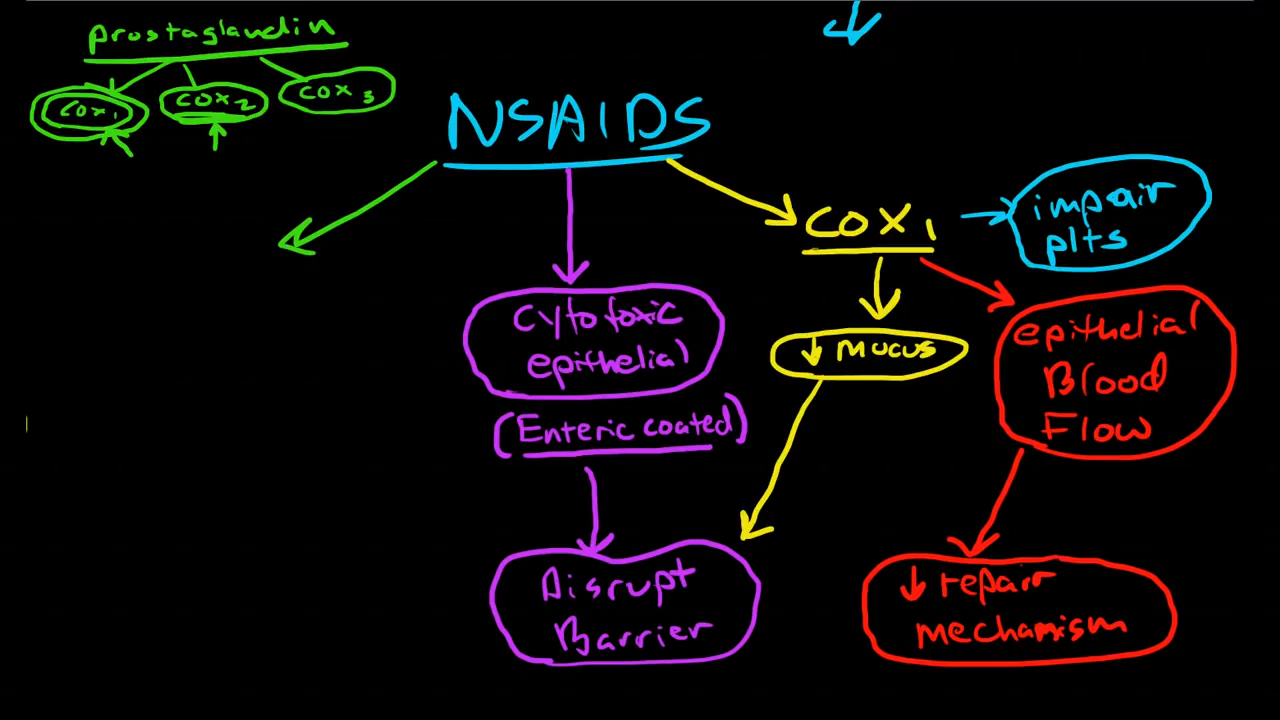 prostaglandin
COX1
COX2
COX3
NSAIDS
COX1
impair
plts
Cytotoxic
epithelial
(Enteric coated)
↓ Mucus
epithelial
Blood
Flow
Disrupt
Barrier
↓ repair
mechanism